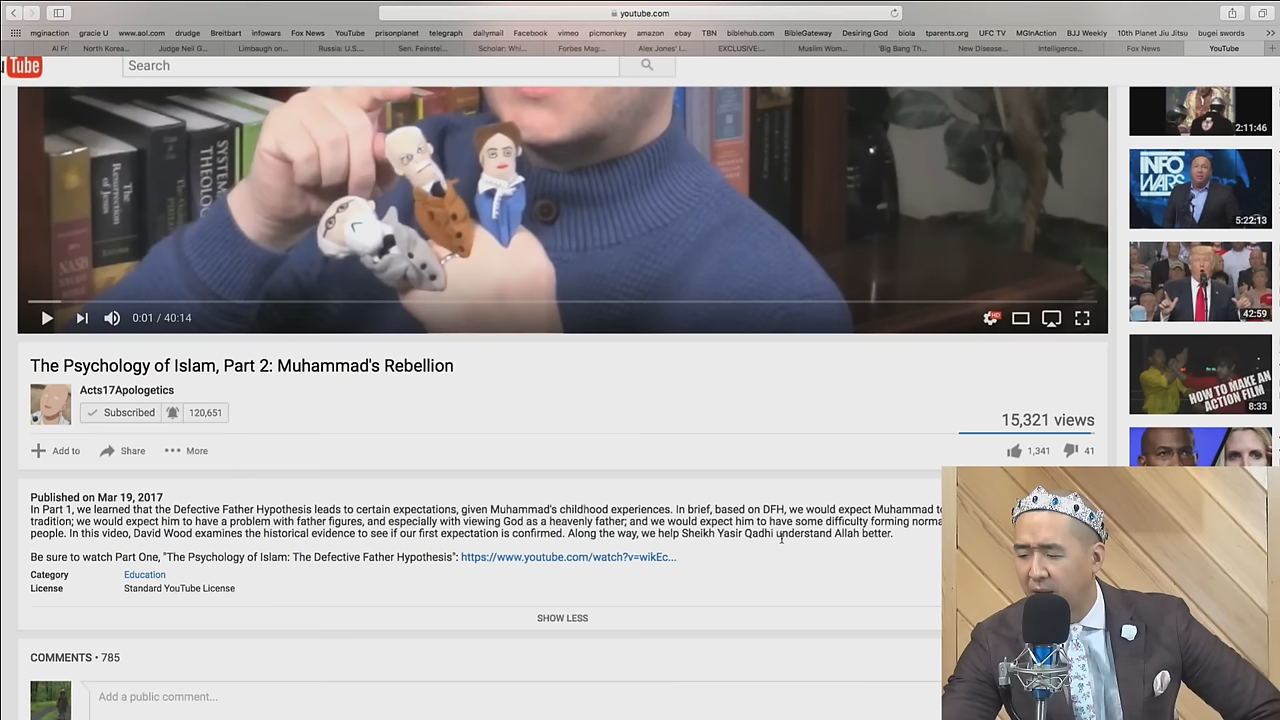 youtube.com
mginaction gracie U www.aol.com drudge Breitbart infowars Fox News YouTube prisonplanet telegraph dailymail Facebook vimeo picmonkey amazon ebay TBN biblehub.com BibleGateway Desiring God biola tparents.org UFC TV MGInAction BJJ Weekly 10th Planet Jiu Jitsu bugei swords >>
Al Fr North Korea... Judge Neil G... Limbaugh on... Russia: U.S.... Sen. Feinstei... Scholar: Whi... Forbes Mag:... Alex Jones' I... EXCLUSIVE:... Muslim Wom... 'Big Bang Th... New Disease... Intelligence... Fox News YouTube +
Tube Search
2:11:46
The Resurrection of Jesus
SYSTEMATIC THEOLOGY
NASB
INFO WARS
5:22:13
42:59
0:01 / 40:14
HD
HOW TO MAKE AN ACTION FILM
8:33
The Psychology of Islam, Part 2: Muhammad's Rebellion
Acts17Apologetics
Subscribed 120,651
15,321 views
Add to Share More 1,341 41
Published on Mar 19, 2017
In Part 1, we learned that the Defective Father Hypothesis leads to certain expectations, given Muhammad's childhood experiences. In brief, based on DFH, we would expect Muhammad to
tradition; we would expect him to have a problem with father figures, and especially with viewing God as a heavenly father; and we would expect him to have some difficulty forming norma
people. In this video, David Wood examines the historical evidence to see if our first expectation is confirmed. Along the way, we help Sheikh Yasir Qadhi understand Allah better.
Be sure to watch Part One, "The Psychology of Islam: The Defective Father Hypothesis": https://www.youtube.com/watch?v=wikEc...
Category Education
License Standard YouTube License
SHOW LESS
COMMENTS • 785
Add a public comment...